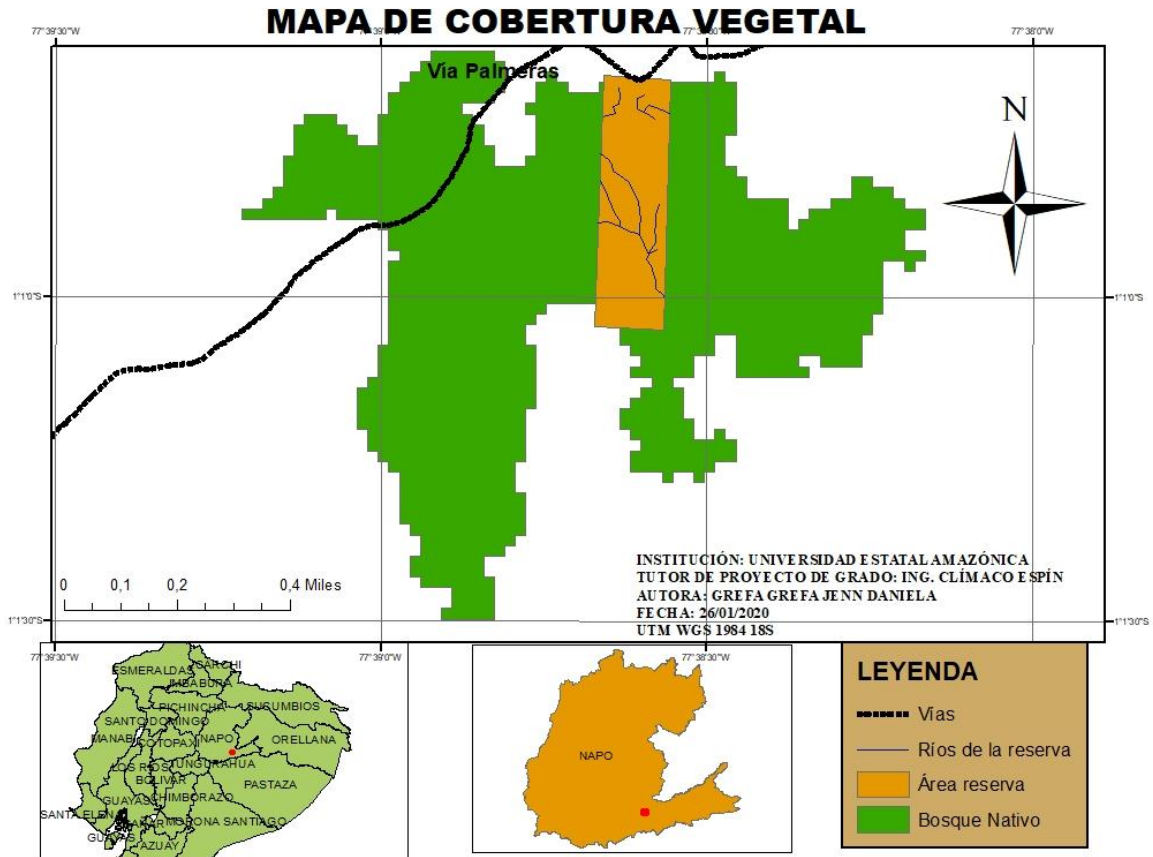 MAPA DE COBERTURA VEGETAL
77°39'30"W
77°38'0"W
Vía Palmeras
N
1°1'0"S
1°1'0"S
0 0,1 0,2 0,4 Miles
INSTITUCIÓN: UNIVERSIDAD ESTATAL AMAZÓNICA
TUTOR DE PROYECTO DE GRADO: ING. CLÍMACO ESPÍN
AUTORA: GREFA GREFA JENN DANIELA
FECHA: 26/01/2020
UTM WGS 1984 18S
1°1'30"S
1°1'30"S
77°39'30"W
77°39'0"W
77°38'30"W
ESMERALDAS
CARCHI
IMBABURA
PICHINCHA
SUCUMBIOS
SANTO DOMINGO
MANABI
COTOPAXI
NAPO
ORELLANA
LOS RIOS
TUNGURAHUA
BOLIVAR
PASTAZA
GUAYAS
CHIMBORAZO
SANTA ELENA
MORONA SANTIAGO
GUAYAS
AZUAY
NAPO
LEYENDA
Vías
Ríos de la reserva
Área reserva
Bosque Nativo